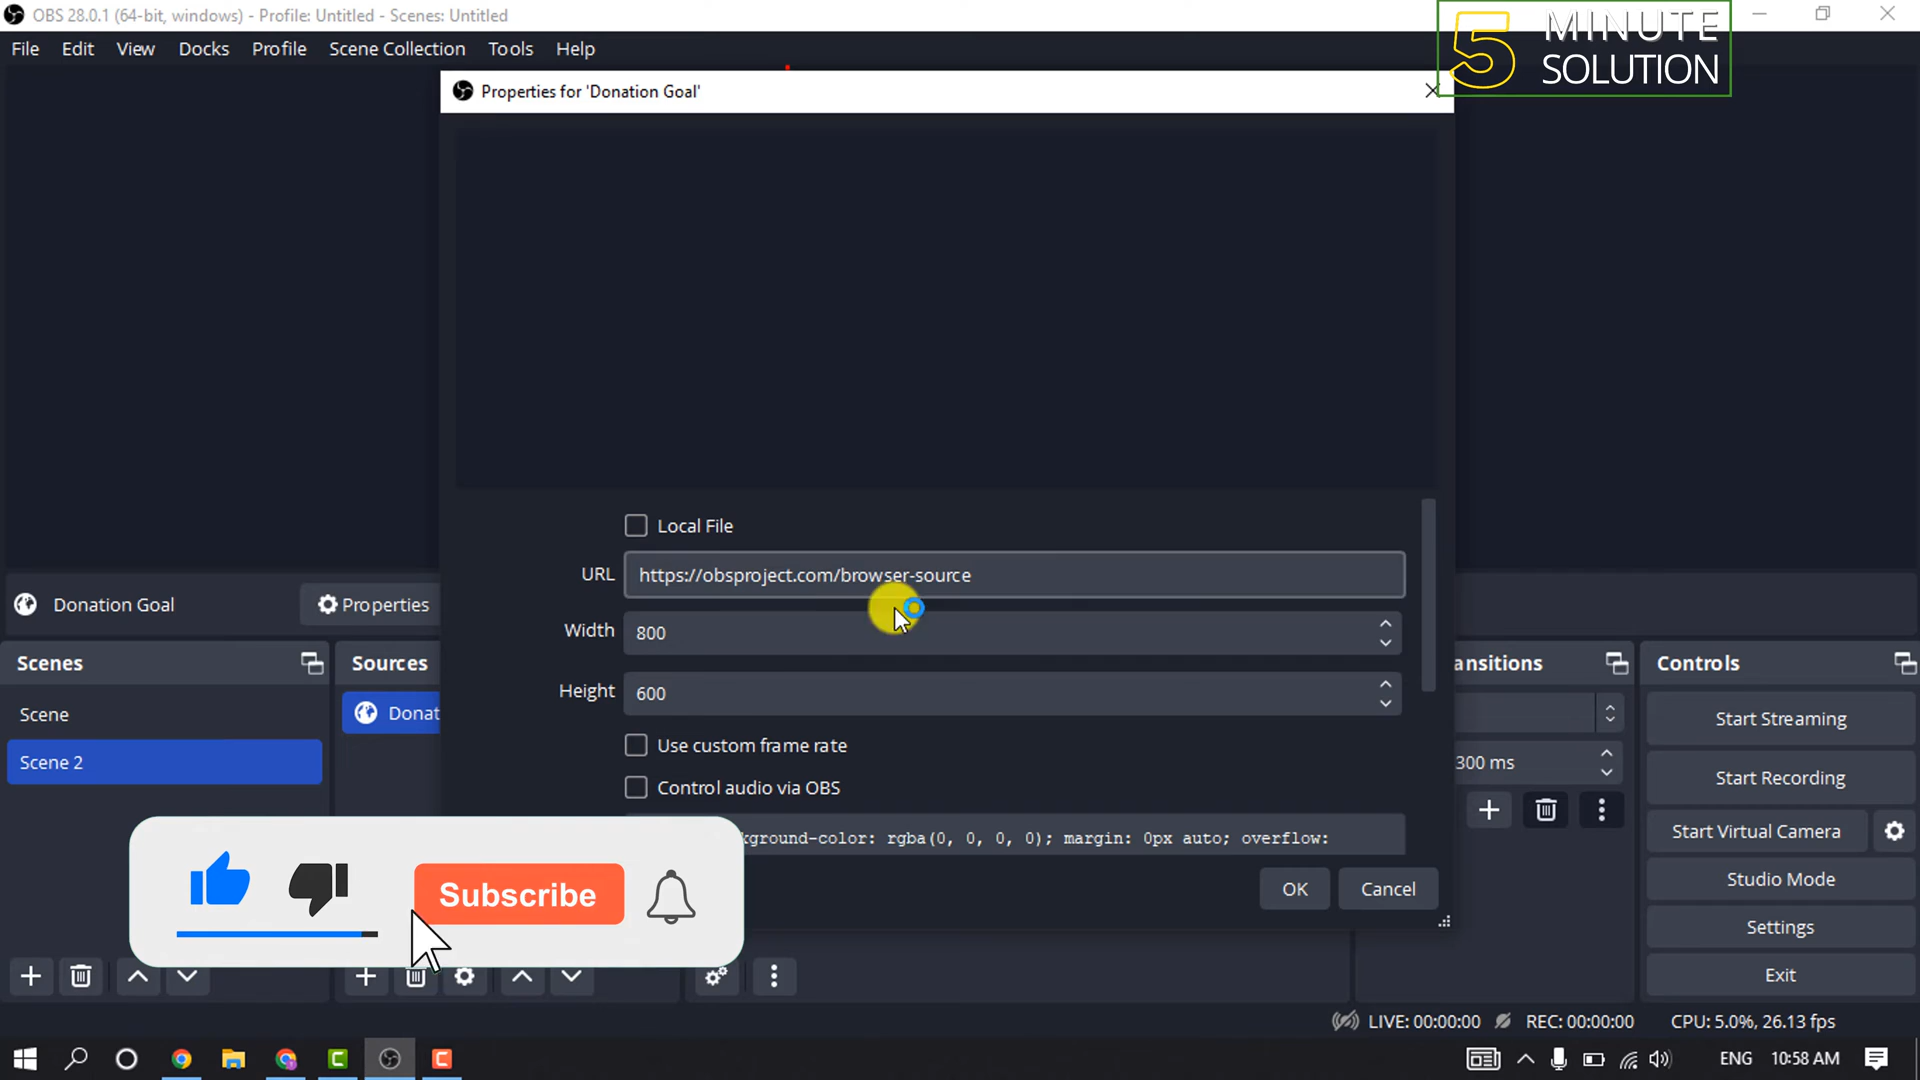 OBS 28.0.1 (64-bit, windows) - Profile: Untitled - Scenes: Untitled
5 MINUTE SOLUTION
File Edit View Docks Profile Scene Collection Tools Help
Properties for 'Donation Goal'
Local File
URL https://obsproject.com/browser-source
Donation Goal Properties
Width 800
Scenes Sources ansitions Controls
Height 600
Scene Donat Start Streaming
Use custom frame rate
Scene 2 300 ms Start Recording
Control audio via OBS
Start Virtual Camera
kground-color: rgba(0, 0, 0, 0); margin: 0px auto; overflow:
Studio Mode
OK Cancel
Subscribe
Settings
Exit
LIVE: 00:00:00 REC: 00:00:00 CPU: 5.0%, 26.13 fps
ENG 10:58 AM